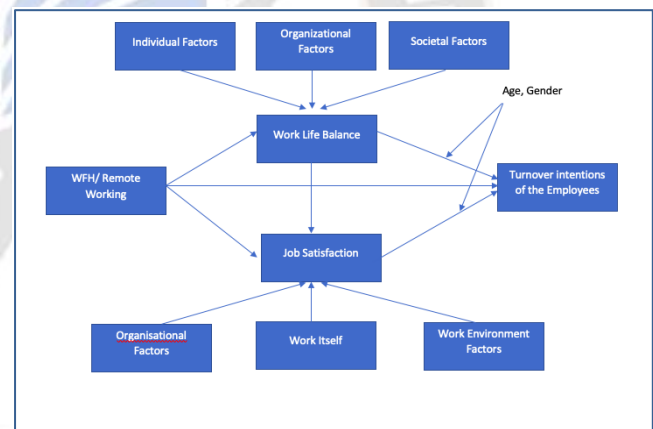 Individual Factors
Organizational
Factors
Societal Factors
Age, Gender
Work Life Balance
WFH/ Remote
Working
Turnover intentions
of the Employees
Job Satisfaction
Organisational
Factors
Work Itself
Work Environment
Factors